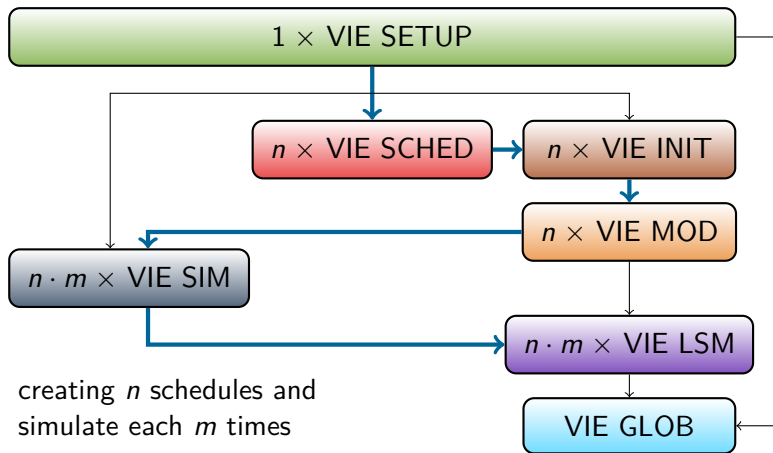 1 × VIE SETUP
n × VIE SCHED
n × VIE INIT
n × VIE MOD
n · m × VIE SIM
n · m × VIE LSM
creating n schedules and
simulate each m times
VIE GLOB